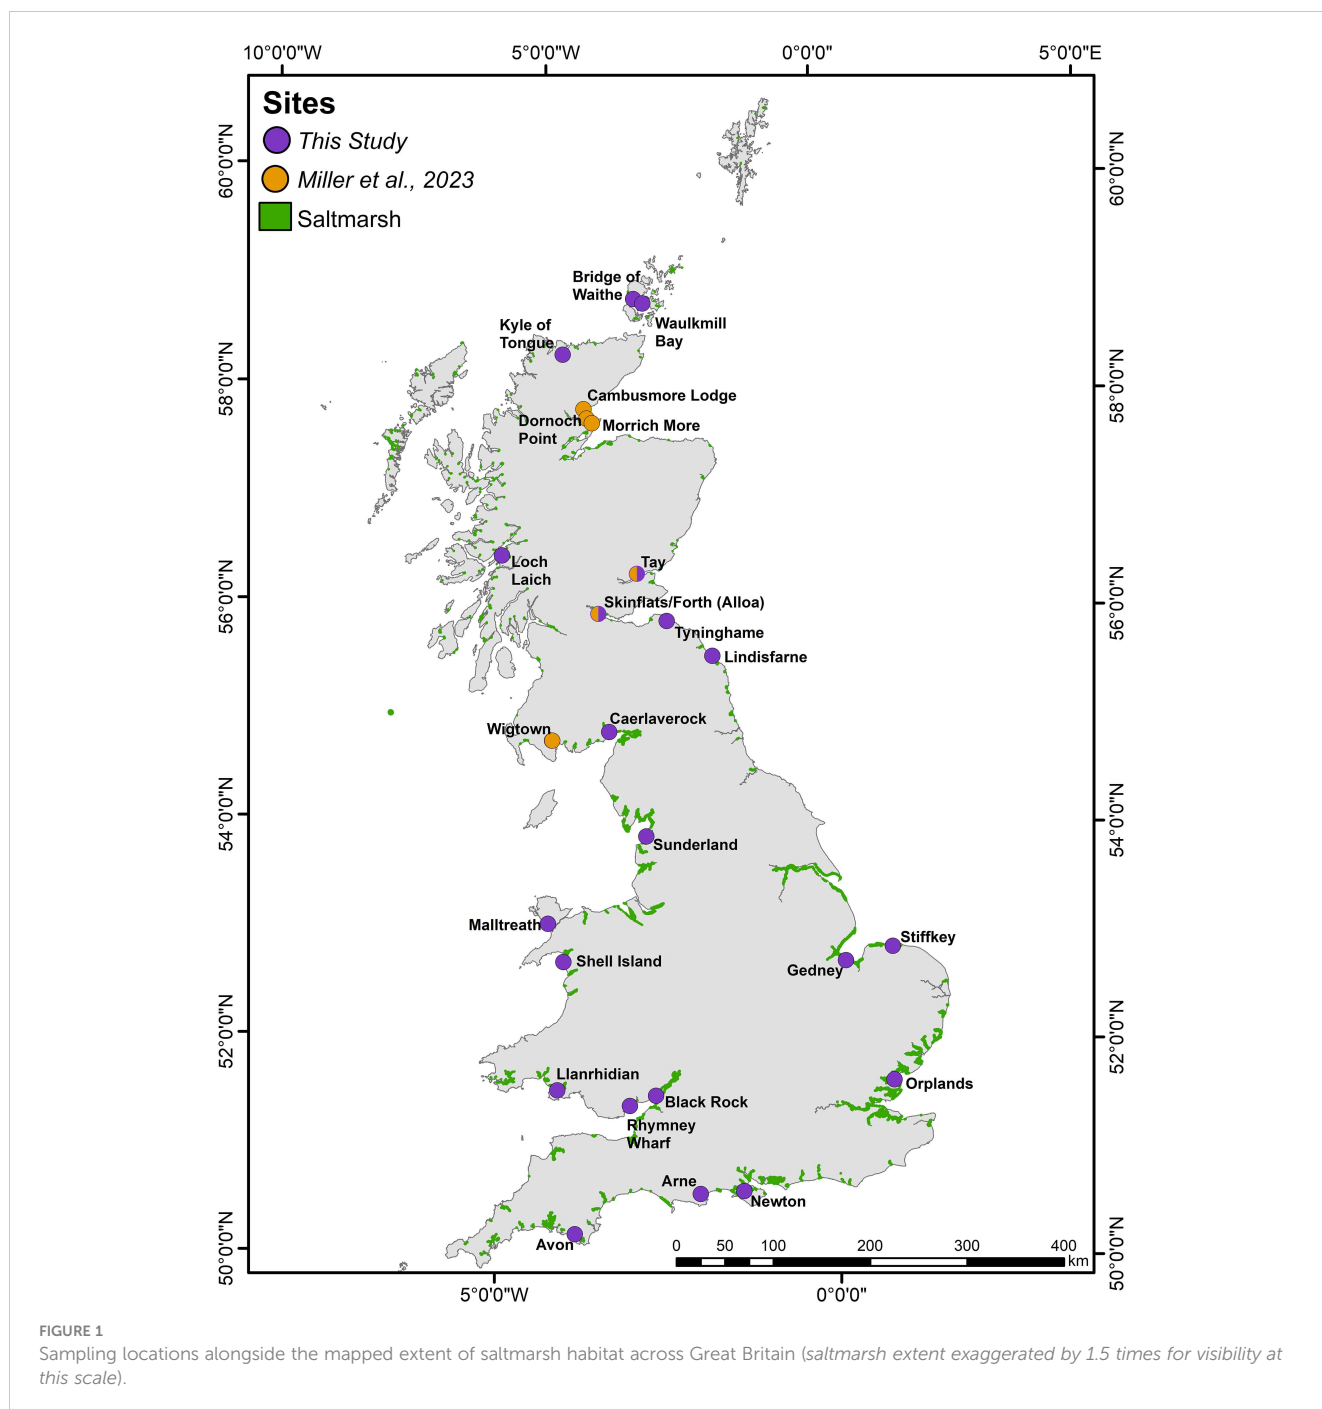 10°0'0"W 5°0'0"W 0°0'0" 5°0'0"E
Sites
This Study
Miller et al., 2023
Saltmarsh
60°0'0"N
60°0'0"N
58°0'0"N
58°0'0"N
56°0'0"N
56°0'0"N
54°0'0"N
54°0'0"N
52°0'0"N
52°0'0"N
50°0'0"N
50°0'0"N
Bridge of
Waithe
Waulkmill
Bay
Kyle of
Tongue
Cambusmore Lodge
Dornoch
Point
Morrich More
Loch
Laich
Tay
Skinflats/Forth (Alloa)
Tyninghame
Lindisfarne
Caerlaverock
Wigtown
Sunderland
Malltreath
Shell Island
Stiffkey
Gedney
Llanrhidian
Orplands
Black Rock
Rhymney
Wharf
Arne
Newton
Avon
0 50 100 200 300 400
km
5°0'0"W 0°0'0"
FIGURE 1
Sampling locations alongside the mapped extent of saltmarsh habitat across Great Britain (saltmarsh extent exaggerated by 1.5 times for visibility at
this scale).